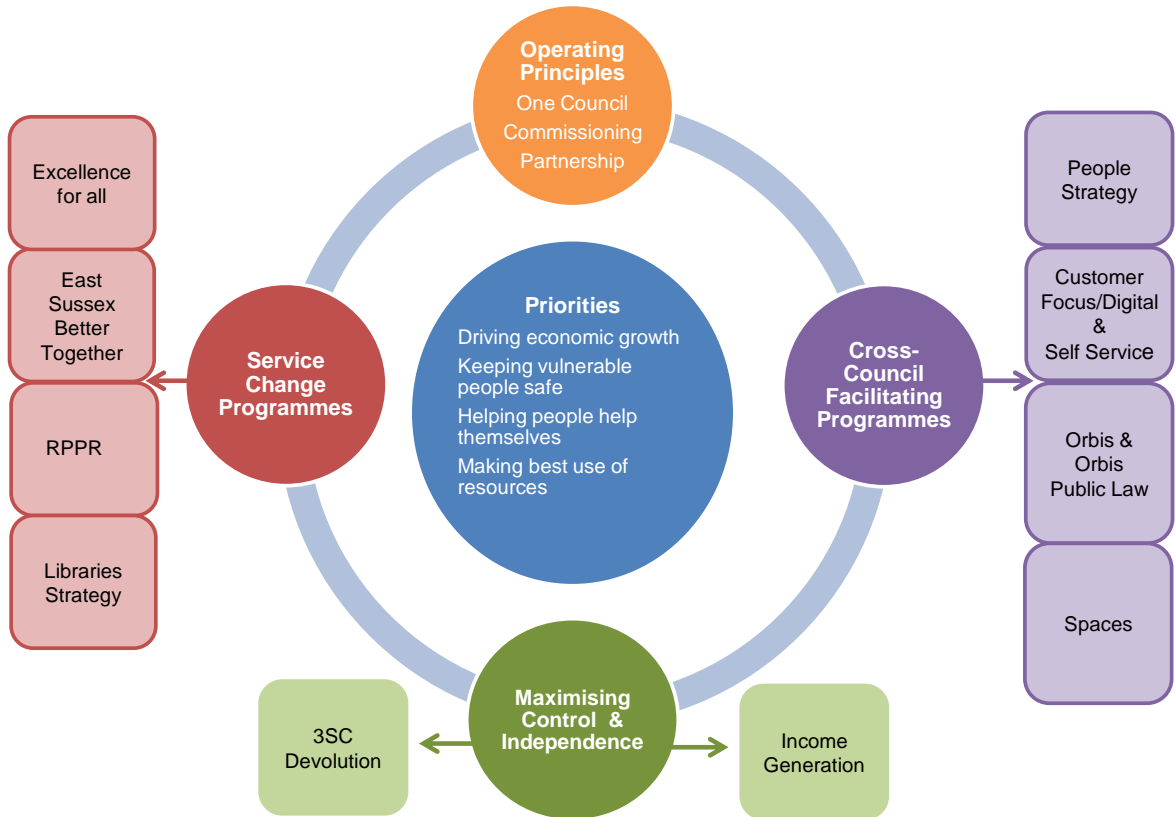 Operating
Principles
One Council
Commissioning
Partnership
Excellence
for all
East
Sussex
Better
Together
RPPR
Libraries
Strategy
Service
Change
Programmes
Priorities
Driving economic growth
Keeping vulnerable
people safe
Helping people help
themselves
Making best use of
resources
Cross-
Council
Facilitating
Programmes
People
Strategy
Customer
Focus/Digital
&
Self Service
Orbis &
Orbis
Public Law
Spaces
Maximising
Control &
Independence
3SC
Devolution
Income
Generation